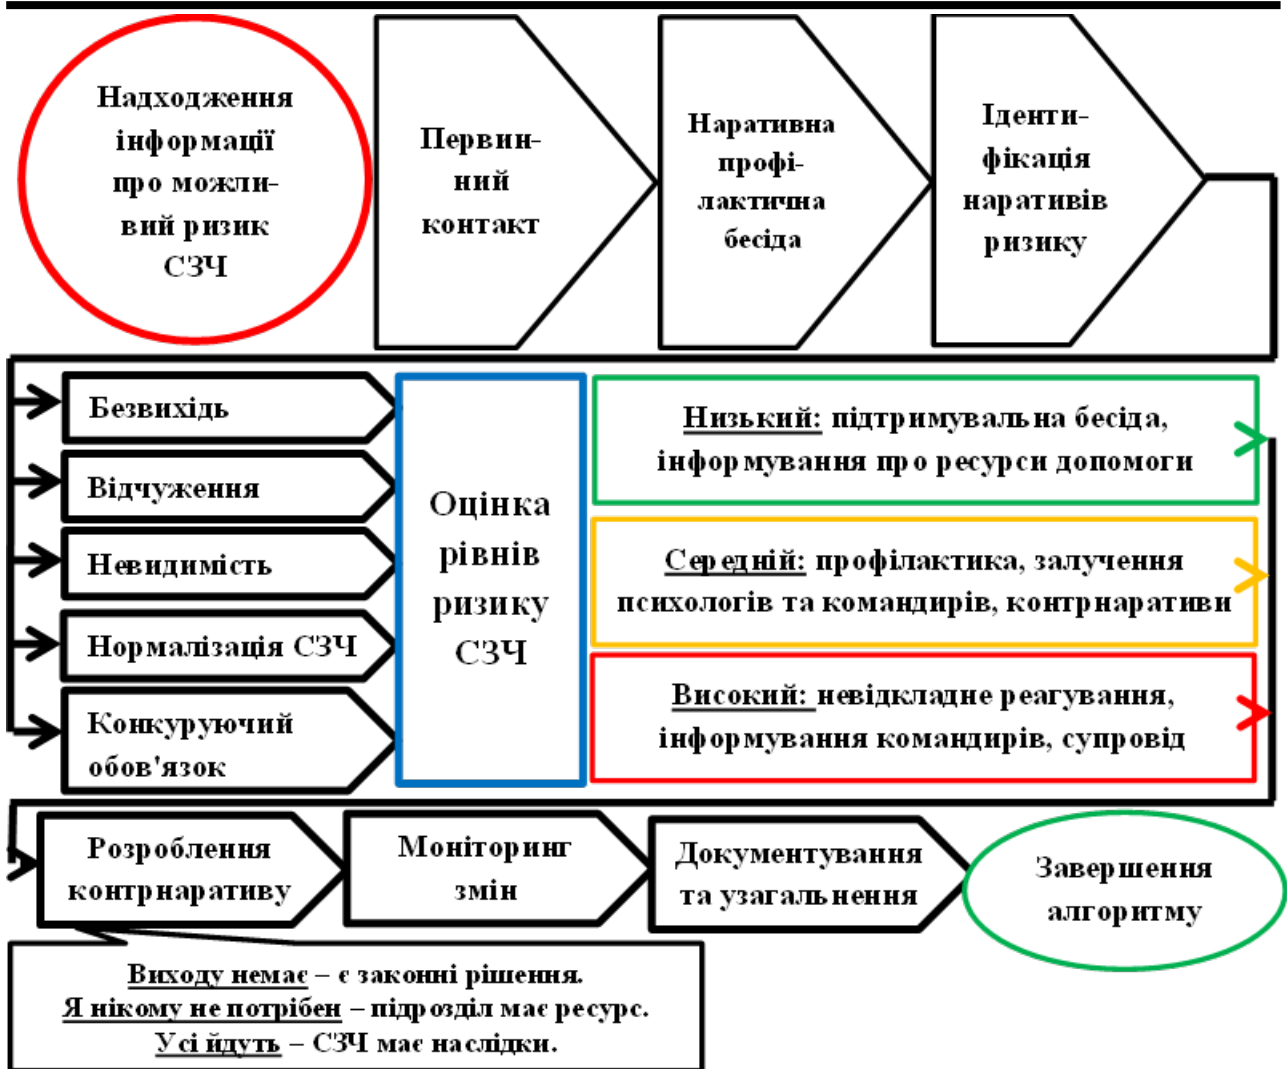 Надходження
інформації
про можли-
вий ризик
СЗЧ
Первин-
ний
контакт
Наративна
профі-
лактична
бесіда
Іденти-
фікація
наративів
ризику
Безвихідь
Відчуження
Невидимість
Нормалізація СЗЧ
Конкуруючий
обов'язок
Оцінка
рівнів
ризику
СЗЧ
Низький: підтримувальна бесіда,
інформування про ресурси допомоги
Середній: профілактика, залучення
психологів та командирів, контрнаративи
Високий: невідкладне реагування,
інформування командирів, супровід
Розроблення
контрнаративу
Моніторинг
змін
Документування
та узагальнення
Завершення
алгоритму
Виходу немає – є законні рішення.
Я нікому не потрібен – підрозділ має ресурс.
Усі йдуть – СЗЧ має наслідки.